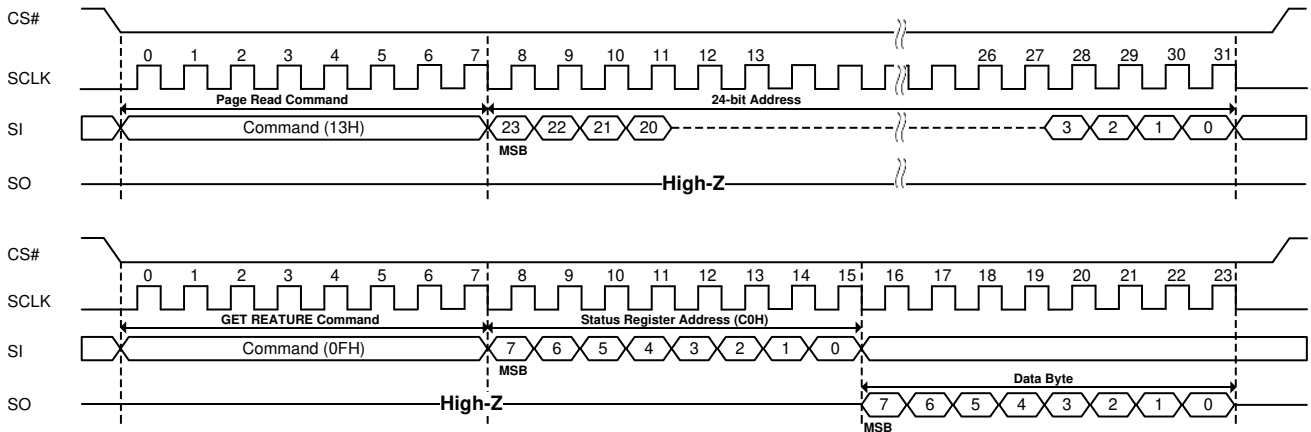 CS#
0 1 2 3 4 5 6 7 8 9 10 11 12 13 26 27 28 29 30 31
SCLK
Page Read Command 24-bit Address
SI Command (13H) 23 22 21 20 3 2 1 0
MSB
SO High-Z
CS#
0 1 2 3 4 5 6 7 8 9 10 11 12 13 14 15 16 17 18 19 20 21 22 23
SCLK
GET REATURE Command Status Register Address (C0H)
SI Command (0FH) 7 6 5 4 3 2 1 0
MSB Data Byte
SO High-Z 7 6 5 4 3 2 1 0
MSB